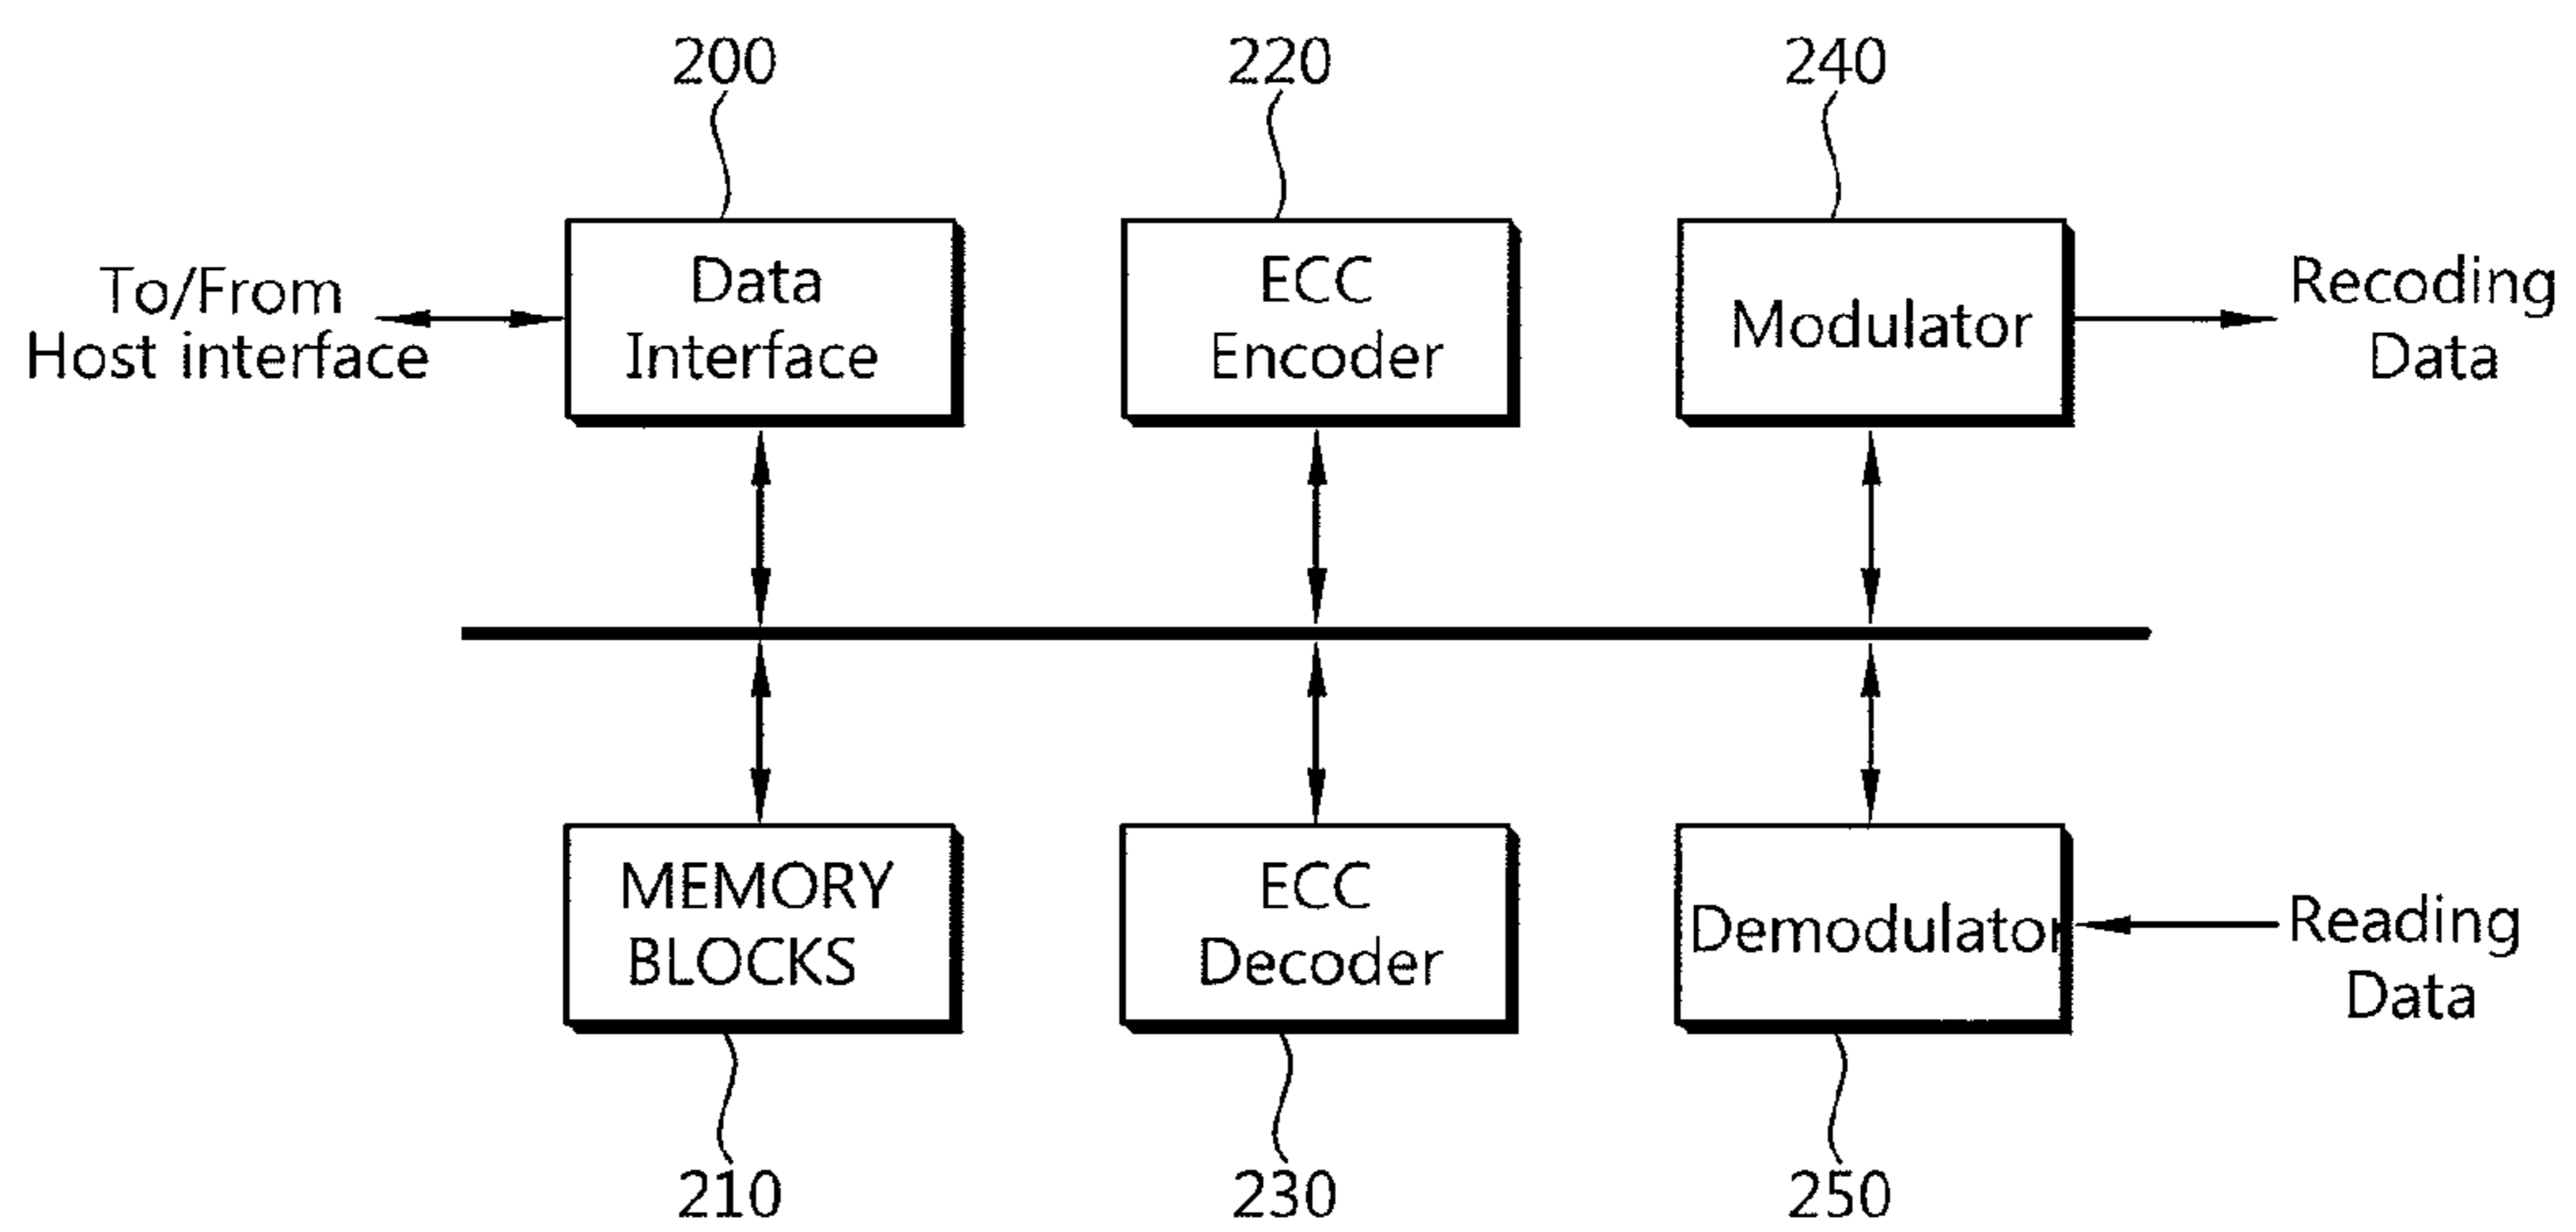 200
220
240
To/From
Host interface
Data
Interface
ECC
Encoder
Modulator
Recoding
Data
MEMORY
BLOCKS
ECC
Decoder
Demodulator
Reading
Data
210
230
250